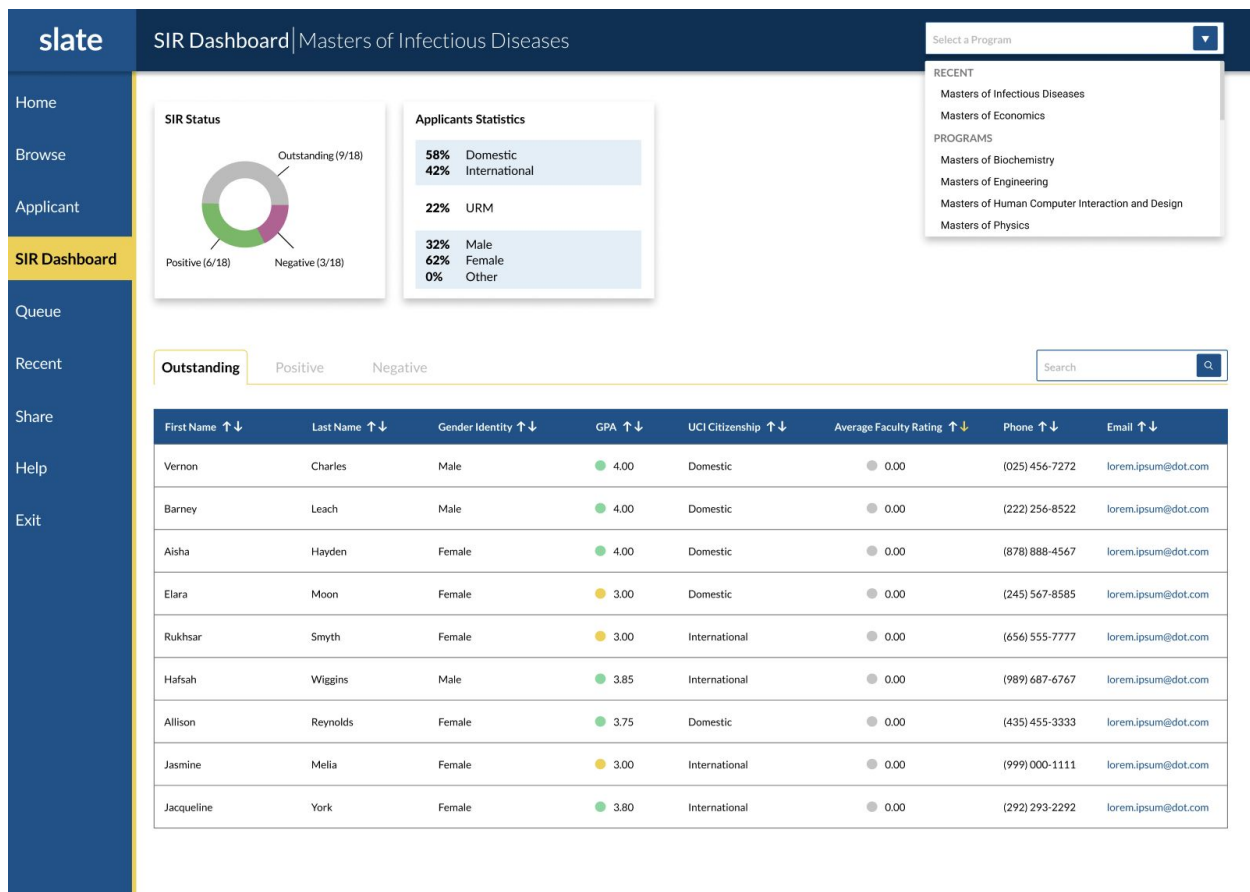 slate
SIR Dashboard | Masters of Infectious Diseases
Select a Program
RECENT
Masters of Infectious Diseases
Masters of Economics
PROGRAMS
Masters of Biochemistry
Masters of Engineering
Masters of Human Computer Interaction and Design
Masters of Physics
Home
Browse
Applicant
SIR Dashboard
Queue
Recent
Share
Help
Exit
SIR Status
Outstanding (9/18)
Positive (6/18)
Negative (3/18)
Applicants Statistics
58% Domestic
42% International
22% URM
32% Male
62% Female
0% Other
Outstanding Positive Negative
Search
First Name ↑↓ Last Name ↑↓ Gender Identity ↑↓ GPA ↑↓ UCI Citizenship ↑↓ Average Faculty Rating ↑↓ Phone ↑↓ Email ↑↓
Vernon Charles Male 4.00 Domestic 0.00 (025) 456-7272 lorem.ipsum@dot.com
Barney Leach Male 4.00 Domestic 0.00 (222) 256-8522 lorem.ipsum@dot.com
Aisha Hayden Female 4.00 Domestic 0.00 (878) 888-4567 lorem.ipsum@dot.com
Elara Moon Female 3.00 Domestic 0.00 (245) 567-8585 lorem.ipsum@dot.com
Rukhsar Smyth Female 3.00 International 0.00 (656) 555-7777 lorem.ipsum@dot.com
Hafsah Wiggins Male 3.85 International 0.00 (989) 687-6767 lorem.ipsum@dot.com
Allison Reynolds Female 3.75 Domestic 0.00 (435) 455-3333 lorem.ipsum@dot.com
Jasmine Melia Female 3.00 International 0.00 (999) 000-1111 lorem.ipsum@dot.com
Jacqueline York Female 3.80 International 0.00 (292) 293-2292 lorem.ipsum@dot.com